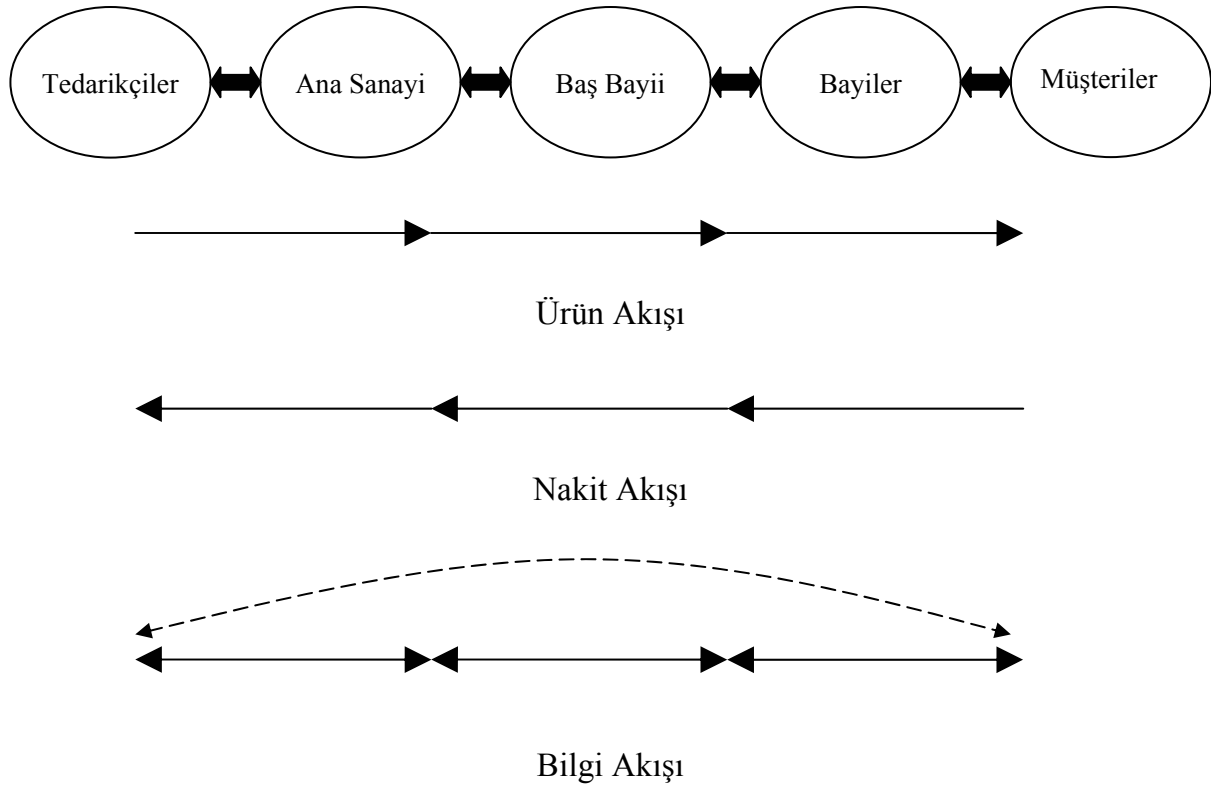 Tedarikçiler
Ana Sanayi
Baş Bayii
Bayiler
Müşteriler
Ürün Akışı
Nakit Akışı
Bilgi Akışı